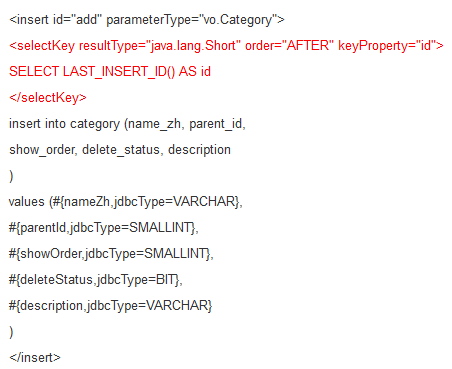 <insert id="add" parameterType="vo.Category">
<selectKey resultType="java.lang.Short" order="AFTER" keyProperty="id">
SELECT LAST_INSERT_ID() AS id
</selectKey>
insert into category (name_zh, parent_id,
show_order, delete_status, description
)
values (#{nameZh,jdbcType=VARCHAR},
#{parentId,jdbcType=SMALLINT},
#{showOrder,jdbcType=SMALLINT},
#{deleteStatus,jdbcType=BIT},
#{description,jdbcType=VARCHAR}
)
</insert>